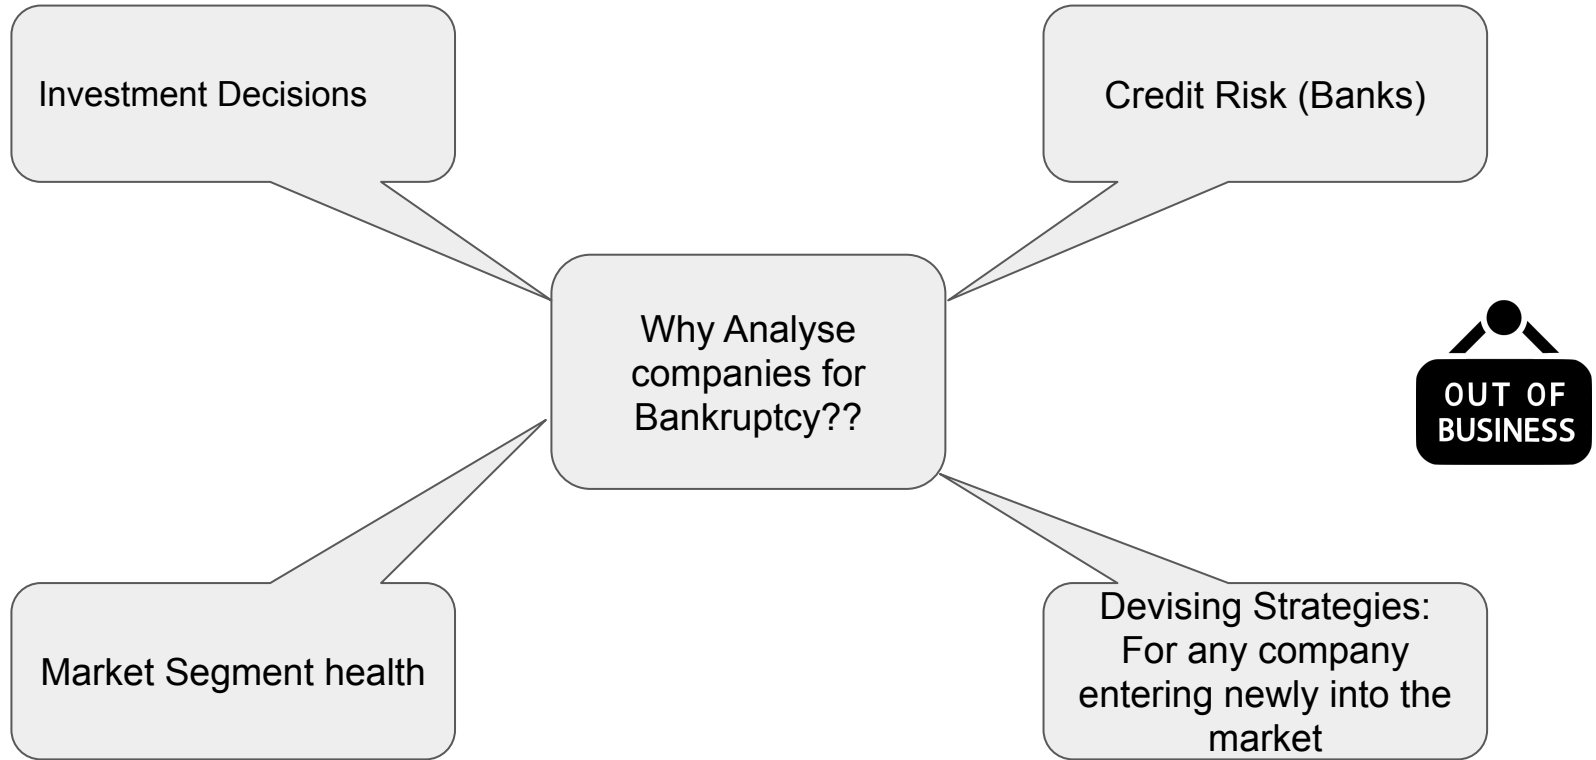 Investment Decisions
Credit Risk (Banks)
Why Analyse
companies for
Bankruptcy??
OUT OF
BUSINESS
Market Segment health
Devising Strategies:
For any company
entering newly into the
market